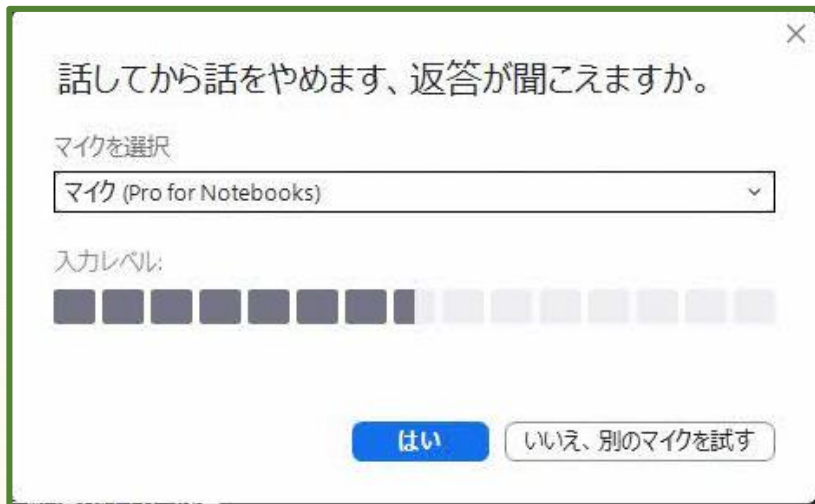 話してから話をやめます、返答が聞こえますか。
マイクを選択
マイク (Pro for Notebooks)
入力レベル:
はい
いいえ、別のマイクを試す